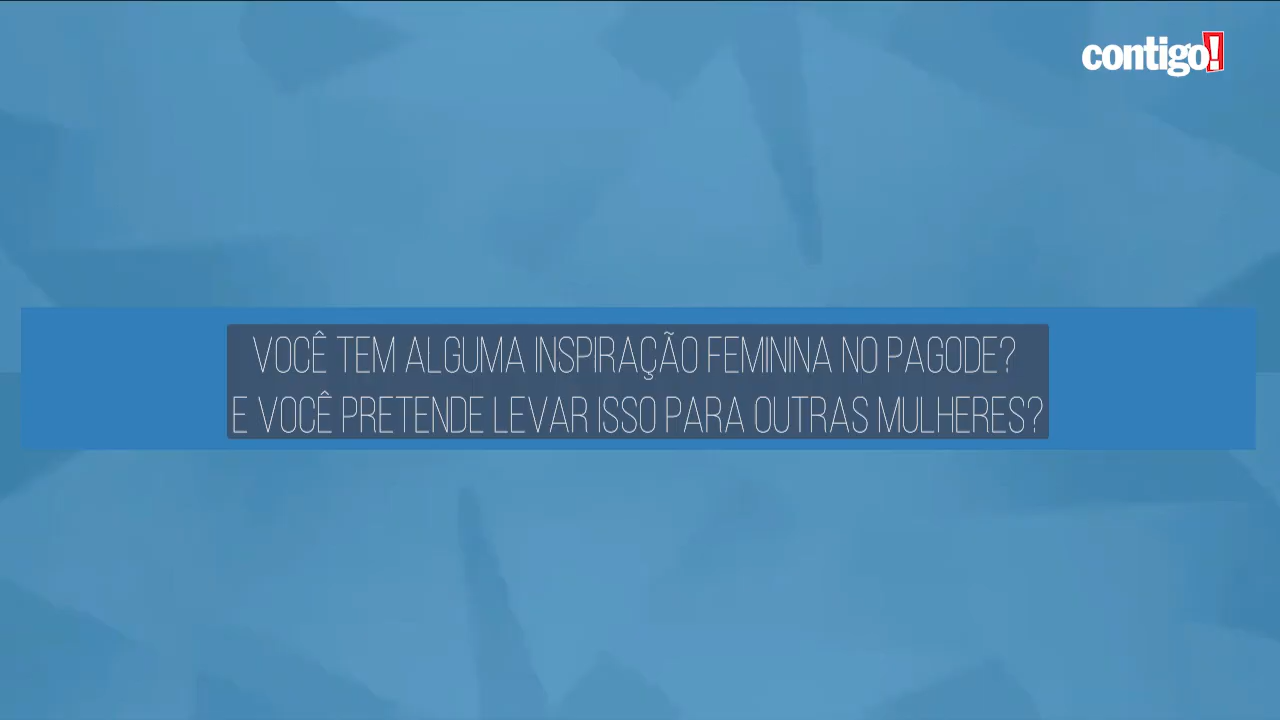 contigo!
VOCÊ TEM ALGUMA INSPIRAÇÃO FEMININA NO PAGODE?
E VOCÊ PRETENDE LEVAR ISSO PARA OUTRAS MULHERES?